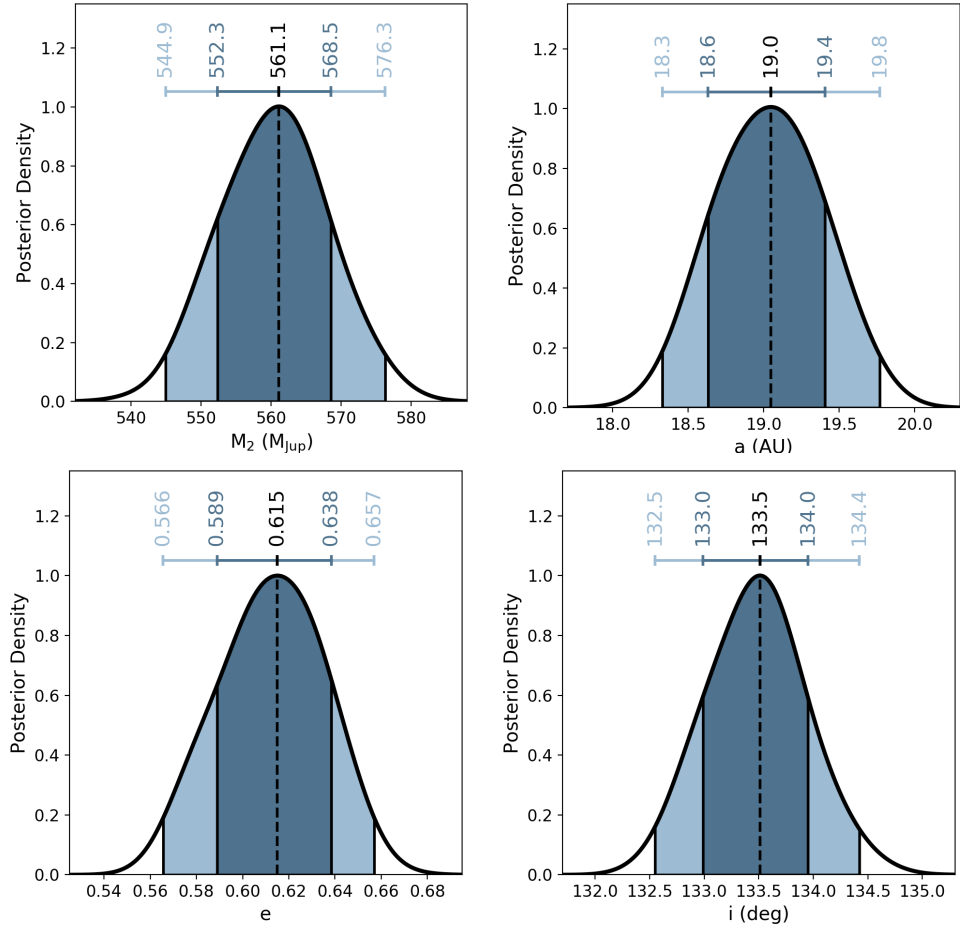 544.9 552.3 561.1 568.5 576.3
1.2
1.0
0.8
0.6
0.4
0.2
0.0
Posterior Density
540 550 560 570 580
M₂ (M_Jup)
18.3 18.6 19.0 19.4 19.8
1.2
1.0
0.8
0.6
0.4
0.2
0.0
Posterior Density
18.0 18.5 19.0 19.5 20.0
a (AU)
0.566 0.589 0.615 0.638 0.657
1.2
1.0
0.8
0.6
0.4
0.2
0.0
Posterior Density
0.54 0.56 0.58 0.60 0.62 0.64 0.66 0.68
e
132.5 133.0 133.5 134.0 134.4
1.2
1.0
0.8
0.6
0.4
0.2
0.0
Posterior Density
132.0 132.5 133.0 133.5 134.0 134.5 135.0
i (deg)